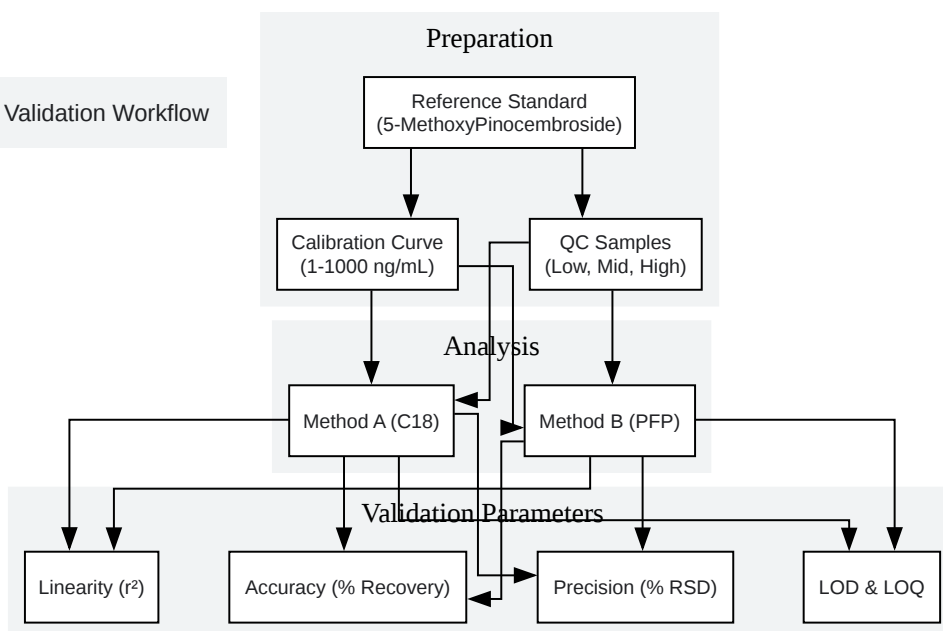 Preparation
Reference Standard
(5-MethoxyPinocembroside)
Validation Workflow
Calibration Curve
(1-1000 ng/mL)
QC Samples
(Low, Mid, High)
Analysis
Method A (C18)
Method B (PFP)
Validation Parameters
Linearity (r²)
Accuracy (% Recovery)
Precision (% RSD)
LOD & LOQ